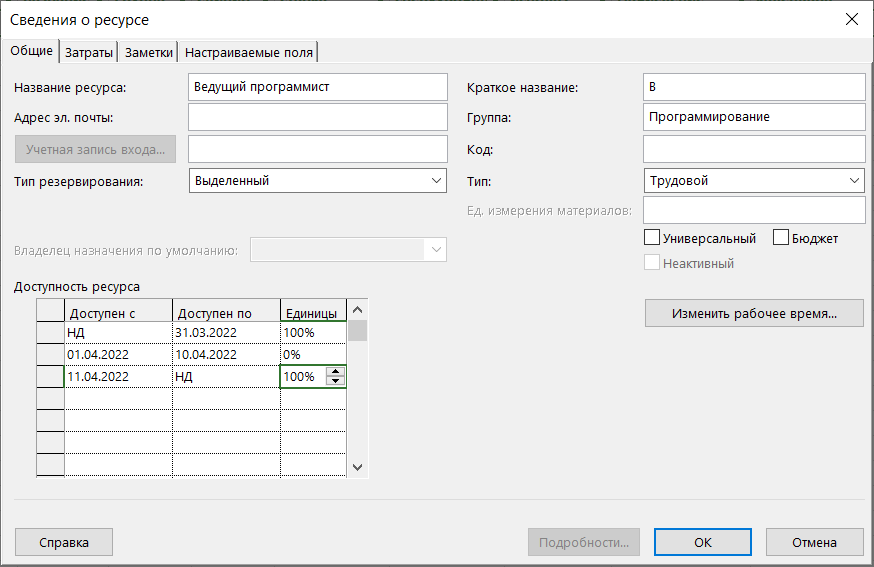 Сведения о ресурсе
Общие Затраты Заметки Настраиваемые поля
Название ресурса: Ведущий программист Краткое название: В
Адрес эл. почты: Группа: Программирование
Учетная запись входа... Код:
Тип резервирования: Выделенный Тип: Трудовой
Ед. измерения материалов:
Универсальный Бюджет
Владелец назначения по умолчанию:
Неактивный
Доступность ресурса
Доступен с Доступен по Единицы Изменить рабочее время...
НД 31.03.2022 100%
01.04.2022 10.04.2022 0%
11.04.2022 НД 100%
Справка Подробности... ОК Отмена